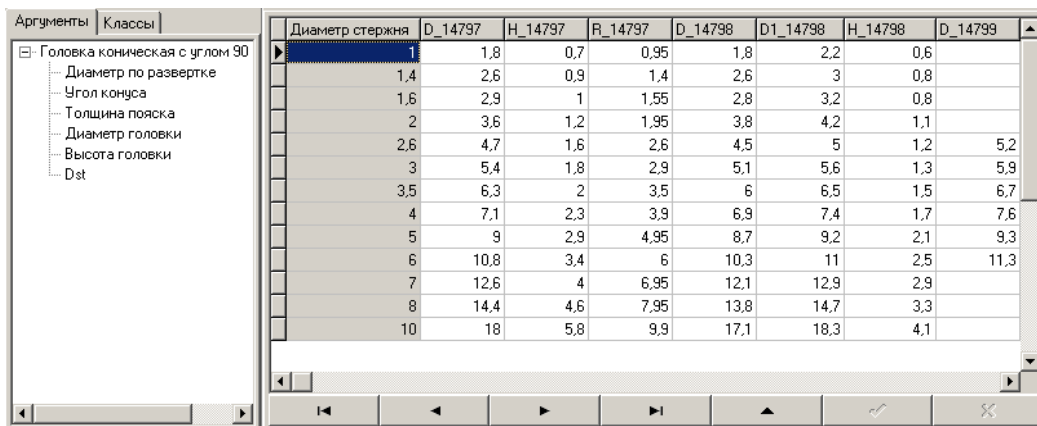 Аргументы Классы
Головка коническая с углом 90
Диаметр по развертке
Угол конуса
Толщина пояска
Диаметр головки
Высота головки
Dst
Диаметр стержня D_14797 H_14797 R_14797 D_14798 D1_14798 H_14798 D_14799
1 1,8 0,7 0,95 1,8 2,2 0,6
1,4 2,6 0,9 1,4 2,6 3 0,8
1,6 2,9 1 1,55 2,8 3,2 0,8
2 3,6 1,2 1,95 3,8 4,2 1,1
2,6 4,7 1,6 2,6 4,5 5 1,2 5,2
3 5,4 1,8 2,9 5,1 5,6 1,3 5,9
3,5 6,3 2 3,5 6 6,5 1,5 6,7
4 7,1 2,3 3,9 6,9 7,4 1,7 7,6
5 9 2,9 4,95 8,7 9,2 2,1 9,3
6 10,8 3,4 6 10,3 11 2,5 11,3
7 12,6 4 6,95 12,1 12,9 2,9
8 14,4 4,6 7,95 13,8 14,7 3,3
10 18 5,8 9,9 17,1 18,3 4,1